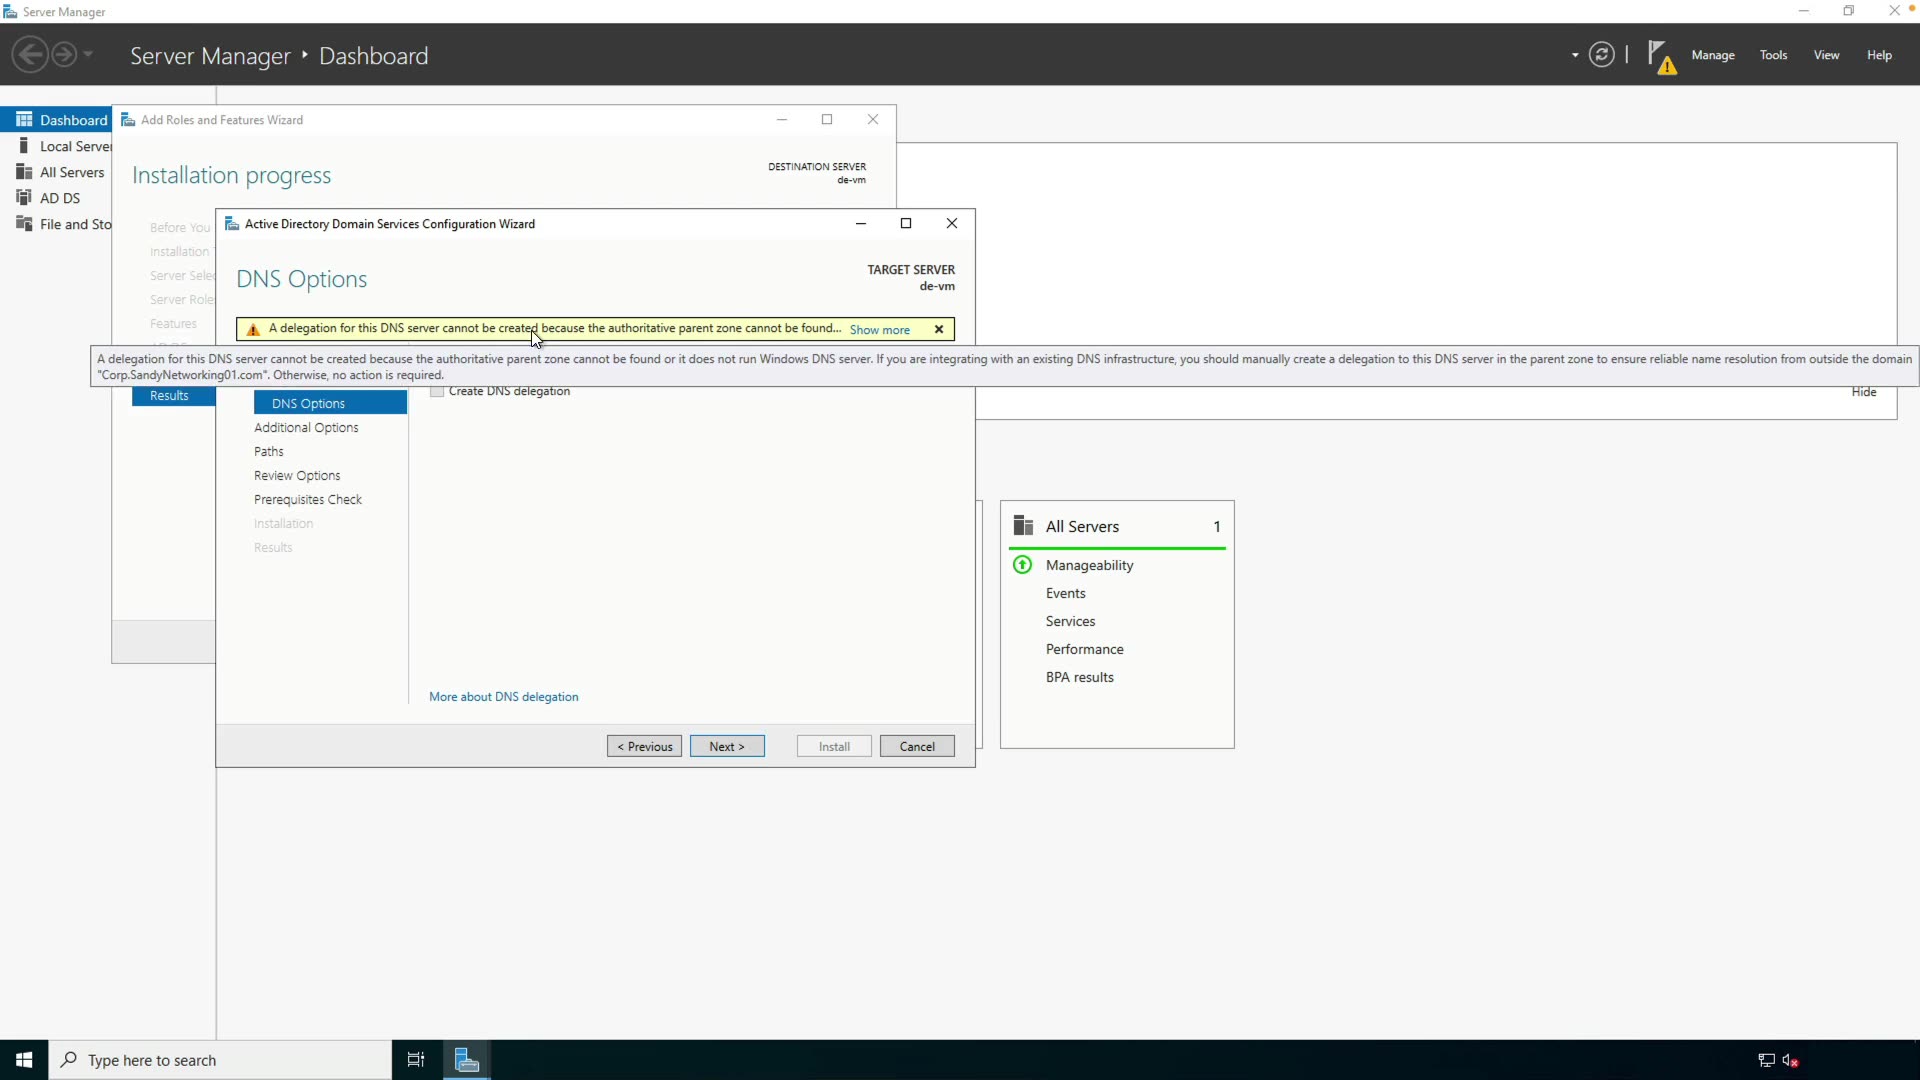 Server Manager
Server Manager ‣ Dashboard
Manage
Tools
View
Help
Dashboard
Local Server
All Servers
AD DS
File and Sto
Add Roles and Features Wizard
Installation progress
DESTINATION SERVER
de-vm
Before You
Installation
Server Selec
Server Role
Features
Results
Active Directory Domain Services Configuration Wizard
DNS Options
TARGET SERVER
de-vm
A delegation for this DNS server cannot be created because the authoritative parent zone cannot be found... Show more
A delegation for this DNS server cannot be created because the authoritative parent zone cannot be found or it does not run Windows DNS server. If you are integrating with an existing DNS infrastructure, you should manually create a delegation to this DNS server in the parent zone to ensure reliable name resolution from outside the domain
"Corp.SandyNetworking01.com". Otherwise, no action is required.
Hide
Create DNS delegation
DNS Options
Additional Options
Paths
Review Options
Prerequisites Check
Installation
Results
More about DNS delegation
< Previous
Next >
Install
Cancel
All Servers 1
Manageability
Events
Services
Performance
BPA results
Type here to search